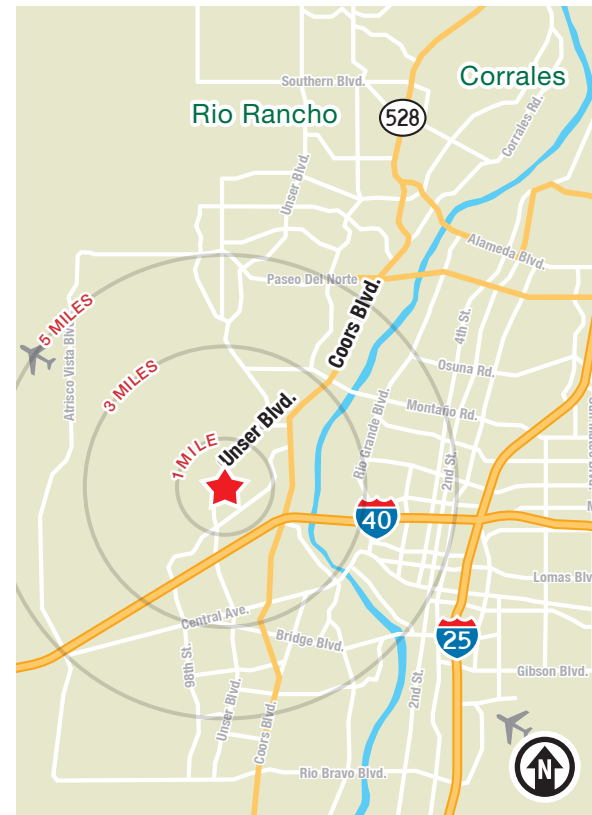 Corrales
Southern Blvd.
Rio Rancho
528
Corrales Rd.
Unser Blvd.
Alameda Blvd.
Paseo Del Norte
Coors Blvd.
5 MILES
Atrisco Vista Blvd
4th St.
3 MILES
Osuna Rd.
Rio Grande Blvd.
Montaño Rd.
Unser Blvd.
1 MILE
2nd St.
40
Lomas Blv
Central Ave.
Bridge Blvd.
25
98th St.
Gibson Blvd.
Unser Blvd.
2nd St.
Coors Blvd.
Rio Bravo Blvd.
N